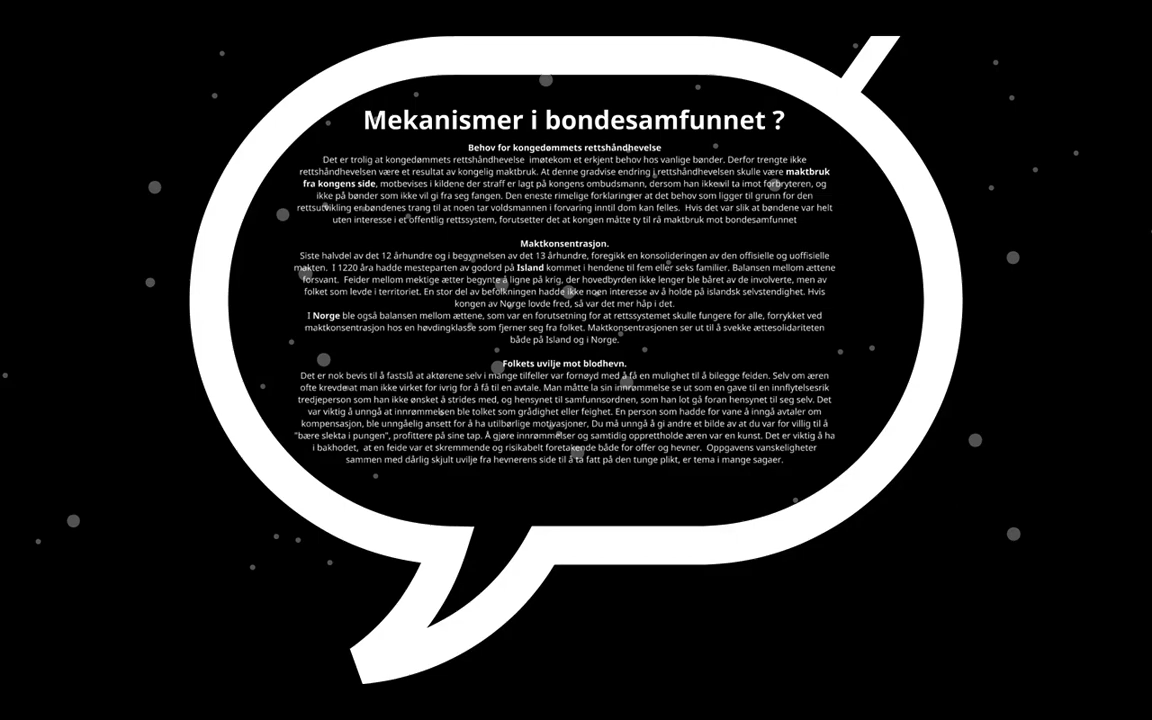 Mekanismer i bondesamfunnet ?
Behov for kongedømmets rettshåndhevelse
Det er trolig at kongedømmets rettshåndhevelse imøtekom et erkjent behov hos vanlige bønder. Derfor trengte ikke
rettshåndhevelsen være et resultat av kongelig maktbruk. At denne gradvise endring i rettshåndhevelsen skulle være maktbruk
fra kongens side, motbevises i kildene der straff er lagt på kongens ombudsmann, dersom han ikke vil ta imot forbryteren, og
ikke på bønder som ikke vil gi fra seg fangen. Den eneste rimelige forklaring er at det behov som ligger til grunn for den
rettsutvikling er bøndenes trang til at noen tar voldsmannen i forvaring inntil dom kan felles. Hvis det var slik at bøndene var helt
uten interesse i et offentlig rettssystem, forutsetter det at kongen måtte ty til rå maktbruk mot bondesamfunnet
Maktkonsentrasjon.
Siste halvdel av det 12 århundre og i begynnelsen av det 13 århundre, foregikk en konsolideringen av den offisielle og uoffisielle
makten. I 1220 åra hadde mesteparten av godord på Island kommet i hendene til fem eller seks familier. Balansen mellom ættene
forsvant. Feider mellom mektige ætter begynte å ligne på krig, der hovedbyrden ikke lenger ble båret av de involverte, men av
folket som levde i territoriet. En stor del av befolkningen hadde ikke noen interesse av å holde på islandsk selvstendighet. Hvis
kongen av Norge lovde fred, så var det mer håp i det.
I Norge ble også balansen mellom ættene, som var en forutsetning for at rettssystemet skulle fungere for alle, forrykket ved
maktkonsentrasjon hos en høvdingklasse som fjerner seg fra folket. Maktkonsentrasjonen ser ut til å svekke ættesolidariteten
både på Island og i Norge.
Folkets uvilje mot blodhevn.
Det er nok bevis til å fastslå at aktørene selv i mange tilfeller var fornøyd med å få en mulighet til å bilegge feiden. Selv om æren
ofte krevde at man ikke virket for ivrig for å få til en avtale. Man måtte la sin innrømmelse se ut som en gave til en innflytelsesrik
tredjeperson som han ikke ønsket å strides med, og hensynet til samfunnsordnen, som han lot gå foran hensynet til seg selv. Det
var viktig å unngå at innrømmelsen ble tolket som grådighet eller feighet. En person som hadde for vane å inngå avtaler om
kompensasjon, ble unngåelig ansett for å ha utilbørlige motivasjoner, Du må unngå å gi andre et bilde av at du var for villig til å
"bære slekta i pungen", profittere på sine tap. Å gjøre innrømmelser og samtidig opprettholde æren var en kunst. Det er viktig å ha
i bakhodet, at en feide var et skremmende og risikabelt foretakende både for offer og hevner. Oppgavens vanskeligheter
sammen med dårlig skjult uvilje fra hevnerens side til å ta fatt på den tunge plikt, er tema i mange sagaer.